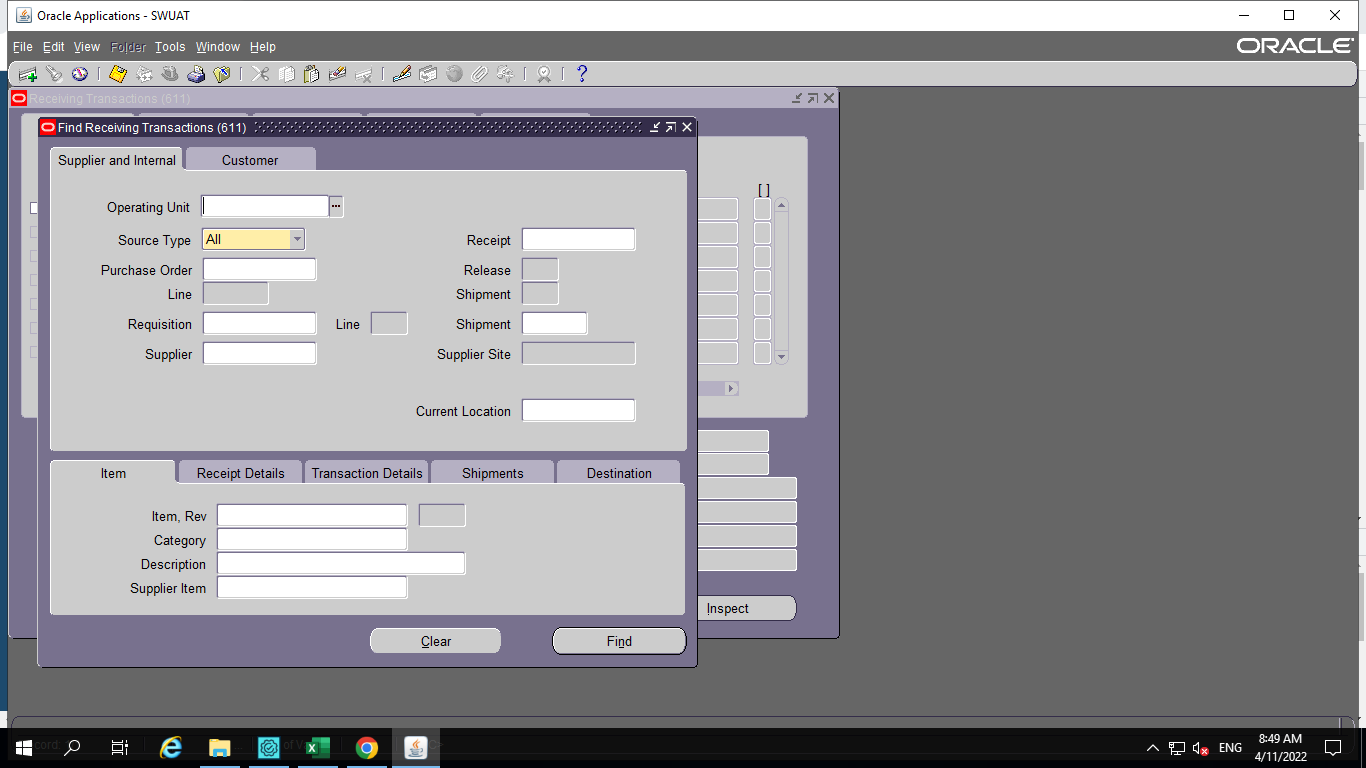 Oracle Applications - SWUAT
File Edit View Folder Tools Window Help
ORACLE
Receiving Transactions (611)
Find Receiving Transactions (611)
Supplier and Internal
Customer
[ ]
Operating Unit
Source Type All
Receipt
Purchase Order
Release
Line
Shipment
Requisition
Line
Shipment
Supplier
Supplier Site
Current Location
Item
Receipt Details
Transaction Details
Shipments
Destination
Item, Rev
Category
Description
Supplier Item
Inspect
Clear
Find
ENG
8:49 AM
4/11/2022